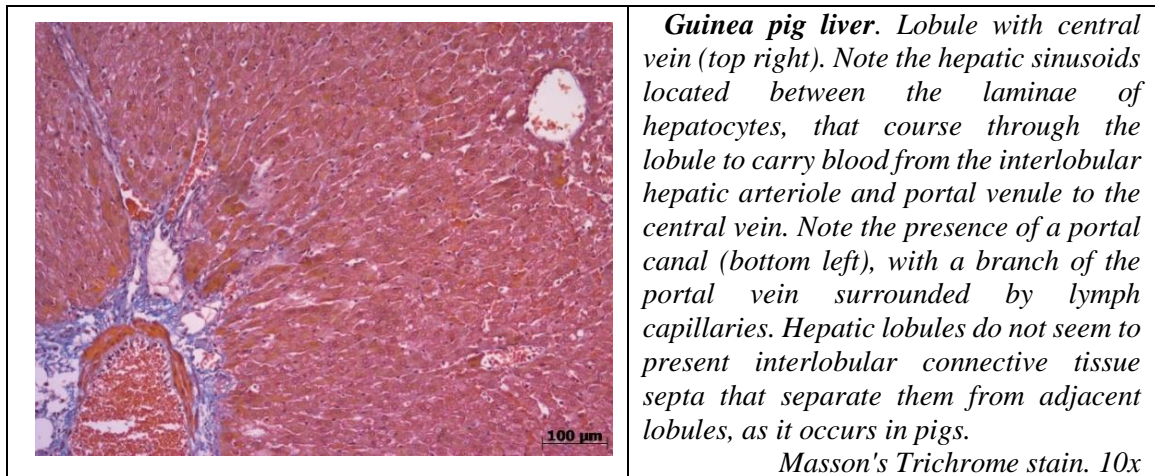 100 µm
Guinea pig liver. Lobule with central
vein (top right). Note the hepatic sinusoids
located between the laminae of
hepatocytes, that course through the
lobule to carry blood from the interlobular
hepatic arteriole and portal venule to the
central vein. Note the presence of a portal
canal (bottom left), with a branch of the
portal vein surrounded by lymph
capillaries. Hepatic lobules do not seem to
present interlobular connective tissue
septa that separate them from adjacent
lobules, as it occurs in pigs.
Masson's Trichrome stain. 10x